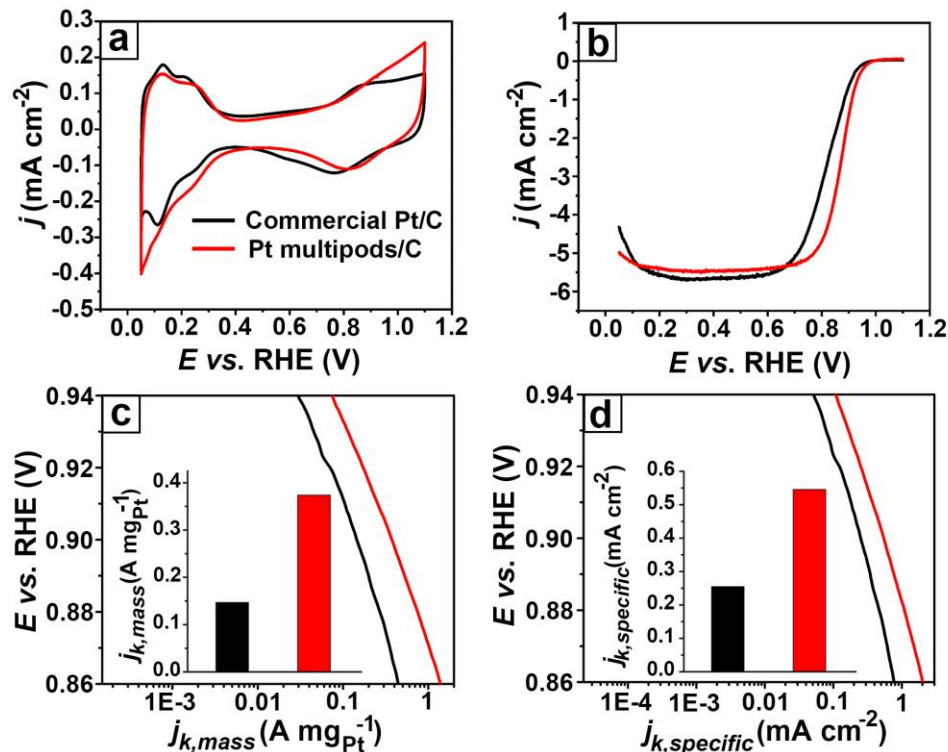 a
j (mA cm-2)
0.3
0.2
0.1
0.0
-0.1
-0.2
-0.3
-0.4
-0.5
Commercial Pt/C
Pt multipods/C
0.0 0.2 0.4 0.6 0.8 1.0 1.2
E vs. RHE (V)
b
j (mA cm-2)
0
-1
-2
-3
-4
-5
-6
0.0 0.2 0.4 0.6 0.8 1.0 1.2
E vs. RHE (V)
c
E vs. RHE (V)
0.94
0.92
0.90
0.88
0.86
jk,mass(A mgPt-1)
0.4
0.3
0.2
0.1
0.0
1E-3 0.01 0.1 1
jk,mass (A mgPt-1)
d
E vs. RHE (V)
0.94
0.92
0.90
0.88
0.86
jk,specific(mA cm-2)
0.6
0.5
0.4
0.3
0.2
0.1
0.0
1E-4 1E-3 0.01 0.1 1
jk,specific(mA cm-2)